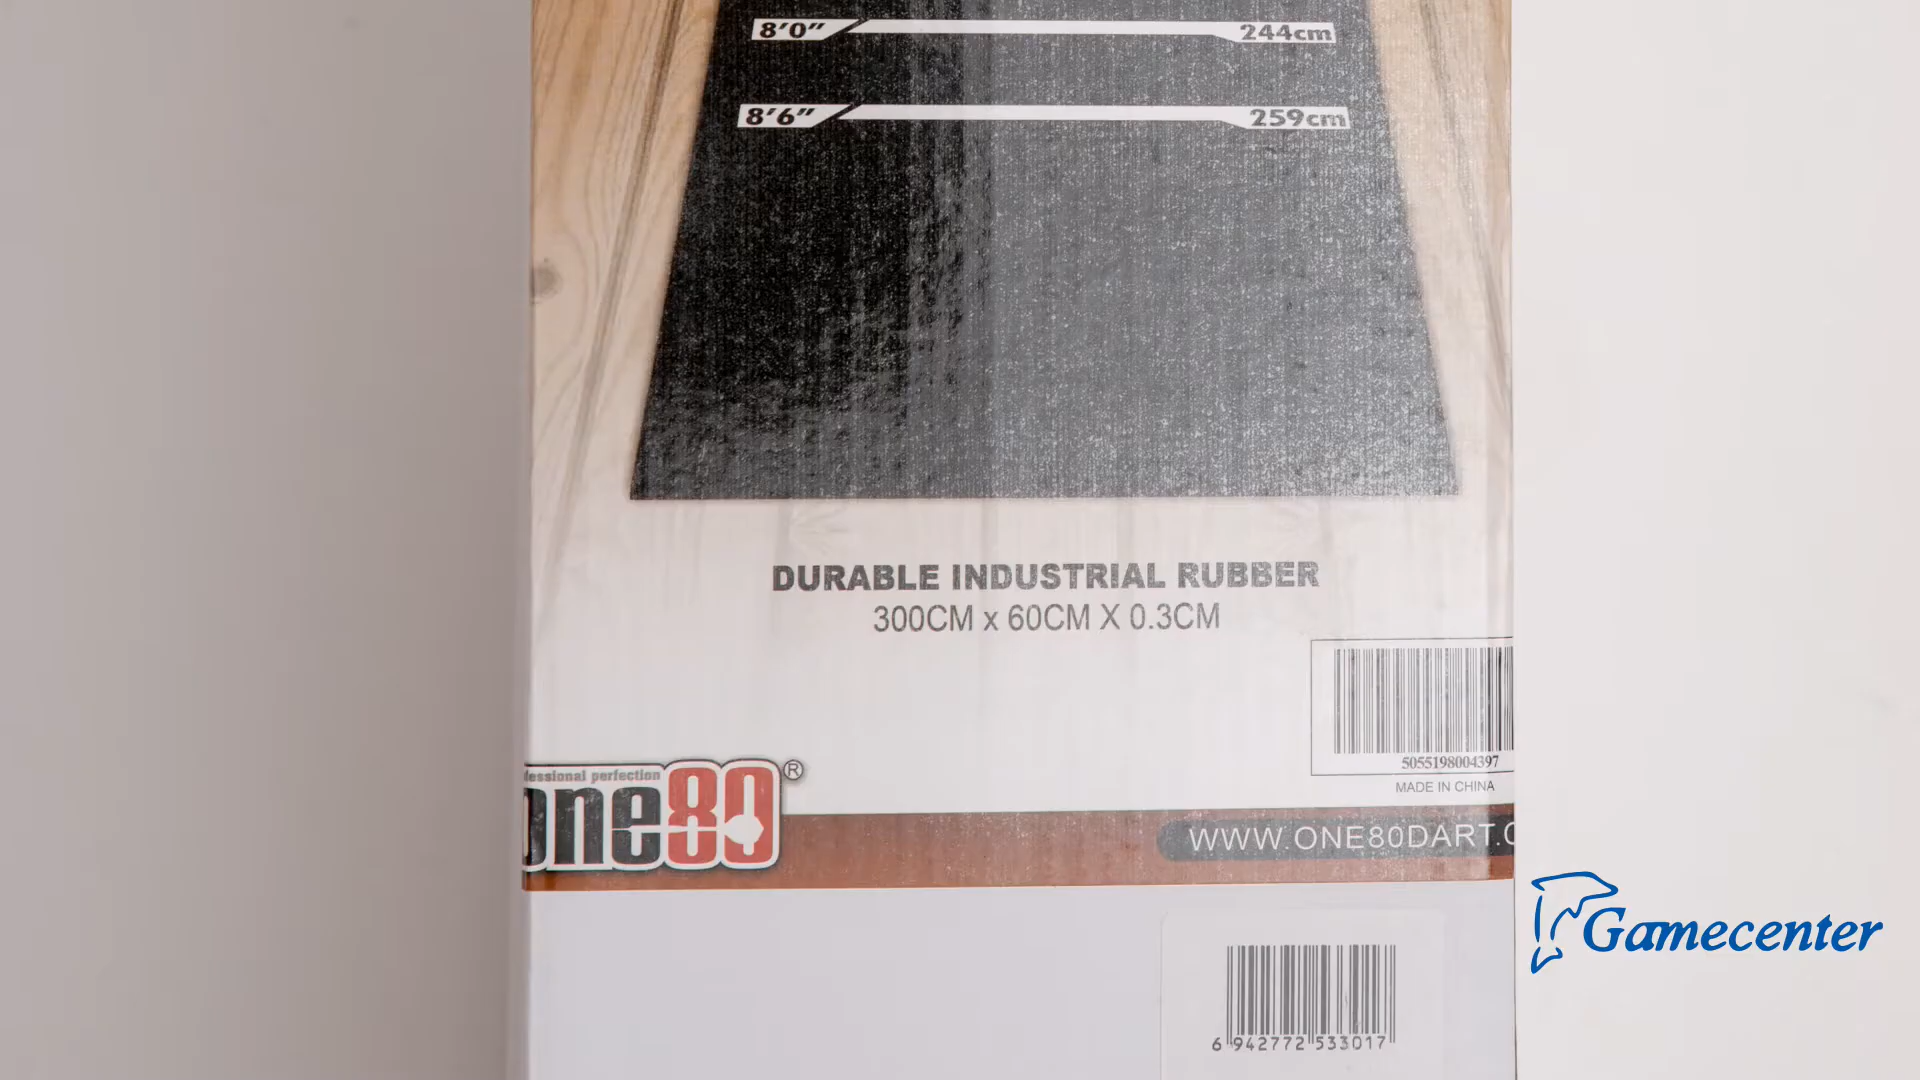 8'0" 244cm
8'6" 259cm
DURABLE INDUSTRIAL RUBBER
300CM x 60CM X 0.3CM
5055198004397
MADE IN CHINA
perfection
one80®
WWW.ONE80DART.
Gamecenter
6 942772 533017